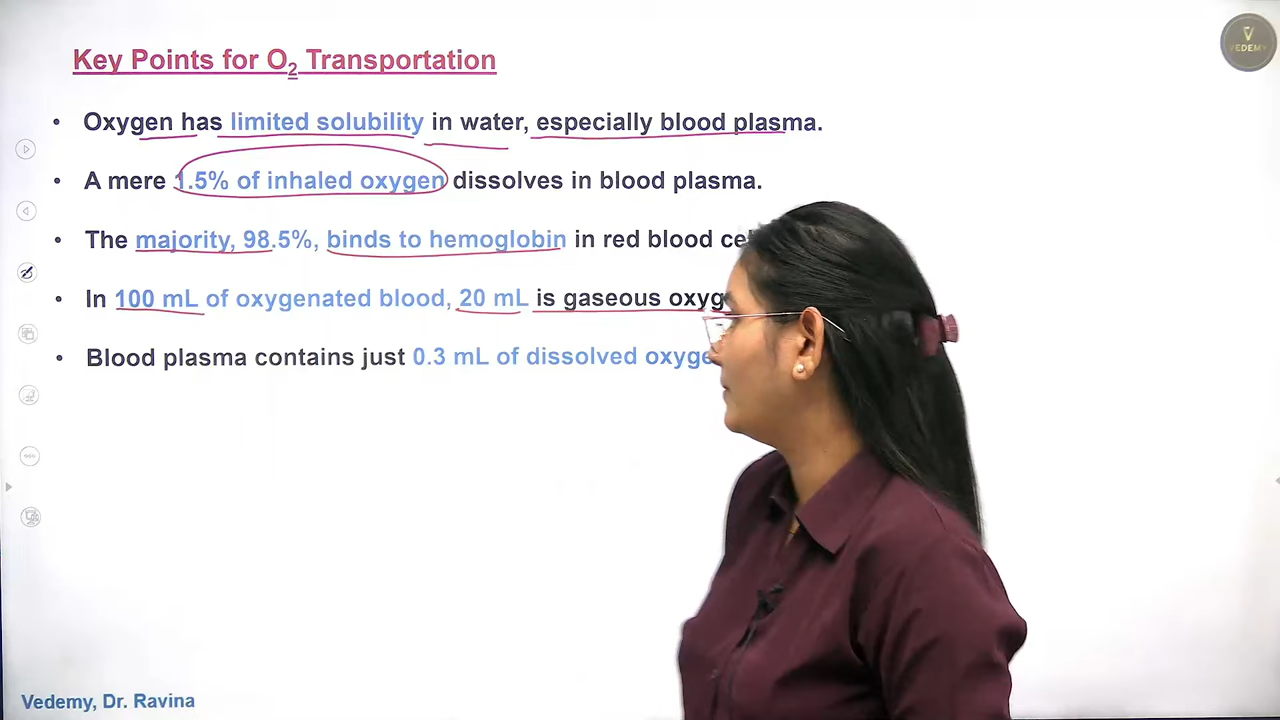 Key Points for O₂ Transportation
VEDEMY
• Oxygen has limited solubility in water, especially blood plasma.
• A mere 1.5% of inhaled oxygen dissolves in blood plasma.
• The majority, 98.5%, binds to hemoglobin in red blood
• In 100 mL of oxygenated blood, 20 mL is gaseous
• Blood plasma contains just 0.3 mL of dissolved
Vedemy, Dr. Ravina